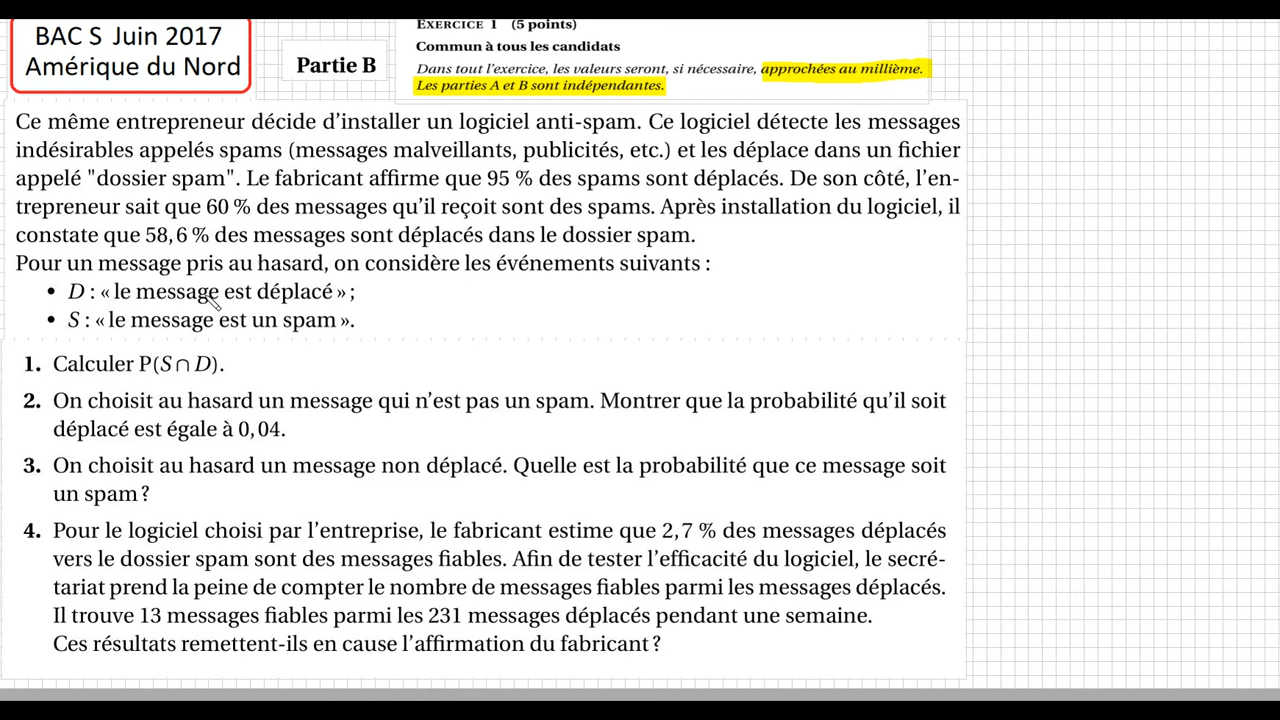 BAC S Juin 2017
Amérique du Nord
Partie B
EXERCICE 1 (5 points)
Commun à tous les candidats
Dans tout l'exercice, les valeurs seront, si nécessaire, approchées au millième.
Les parties A et B sont indépendantes.
Ce même entrepreneur décide d'installer un logiciel anti-spam. Ce logiciel détecte les messages
indésirables appelés spams (messages malveillants, publicités, etc.) et les déplace dans un fichier
appelé "dossier spam". Le fabricant affirme que 95 % des spams sont déplacés. De son côté, l'en-
trepreneur sait que 60 % des messages qu'il reçoit sont des spams. Après installation du logiciel, il
constate que 58,6 % des messages sont déplacés dans le dossier spam.
Pour un message pris au hasard, on considère les événements suivants :
• D : « le message est déplacé » ;
• S : « le message est un spam ».
1. Calculer P(S ∩ D).
2. On choisit au hasard un message qui n'est pas un spam. Montrer que la probabilité qu'il soit
déplacé est égale à 0,04.
3. On choisit au hasard un message non déplacé. Quelle est la probabilité que ce message soit
un spam ?
4. Pour le logiciel choisi par l'entreprise, le fabricant estime que 2,7 % des messages déplacés
vers le dossier spam sont des messages fiables. Afin de tester l'efficacité du logiciel, le secré-
tariat prend la peine de compter le nombre de messages fiables parmi les messages déplacés.
Il trouve 13 messages fiables parmi les 231 messages déplacés pendant une semaine.
Ces résultats remettent-ils en cause l'affirmation du fabricant ?